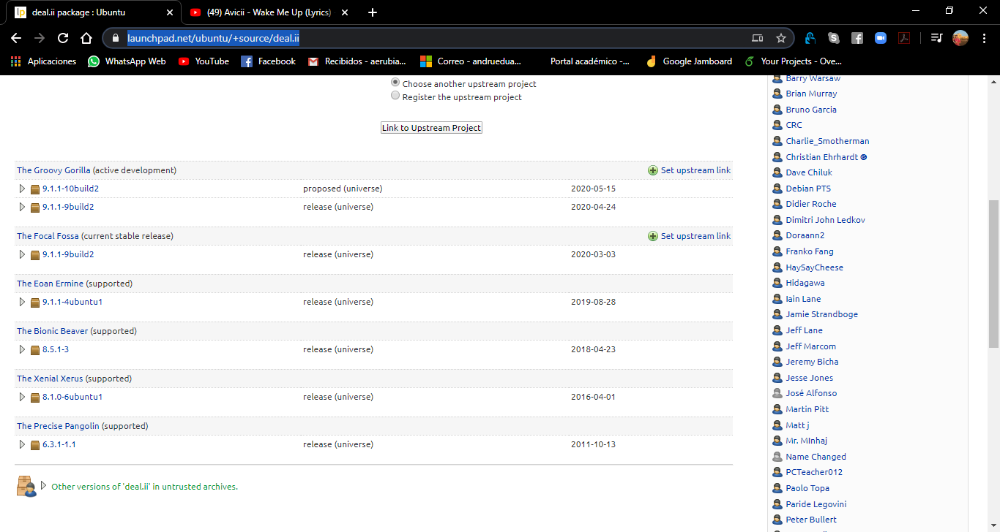 deal.ii package : Ubuntu
(49) Avicii - Wake Me Up (Lyrics)
launchpad.net/ubuntu/+source/deal.ii
Aplicaciones
WhatsApp Web
YouTube
Facebook
Recibidos - aerubia...
Correo - andruedua...
Portal académico -...
Google Jamboard
Your Projects - Ove...
Choose another upstream project
Register the upstream project
Link to Upstream Project
The Groovy Gorilla (active development) Set upstream link
9.1.1-10build2 proposed (universe) 2020-05-15
9.1.1-9build2 release (universe) 2020-04-24
The Focal Fossa (current stable release) Set upstream link
9.1.1-9build2 release (universe) 2020-03-03
The Eoan Ermine (supported)
9.1.1-4ubuntu1 release (universe) 2019-08-28
The Bionic Beaver (supported)
8.5.1-3 release (universe) 2018-04-23
The Xenial Xerus (supported)
8.1.0-6ubuntu1 release (universe) 2016-04-01
The Precise Pangolin (supported)
6.3.1-1.1 release (universe) 2011-10-13
Other versions of 'deal.ii' in untrusted archives.
Barry Warsaw
Brian Murray
Bruno Garcia
CRC
Charlie_Smotherman
Christian Ehrhardt
Dave Chiluk
Debian PTS
Didier Roche
Dimitri John Ledkov
Doraann2
Franko Fang
HaySayCheese
Hidagawa
Iain Lane
Jamie Strandboge
Jeff Lane
Jeff Marcom
Jeremy Bicha
Jesse Jones
José Alfonso
Martin Pitt
Matt j
Mr. MInhaj
Name Changed
PCTeacher012
Paolo Topa
Paride Legovini
Peter Bullert